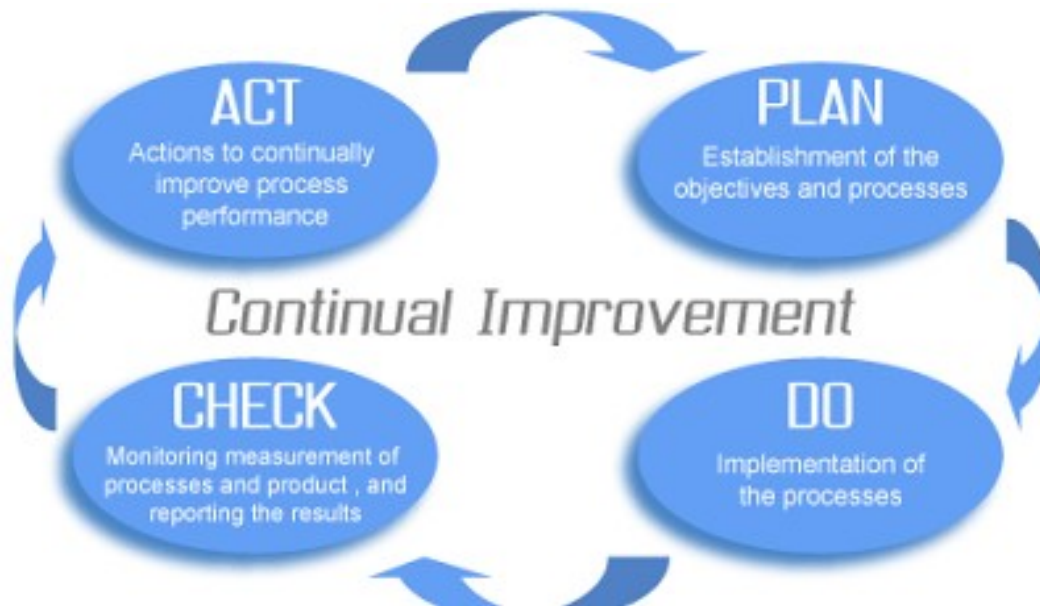 ACT
Actions to continually
improve process
performance
PLAN
Establishment of the
objectives and processes
Continual Improvement
CHECK
Monitoring measurement of
processes and product , and
reporting the results
DO
Implementation of
the processes